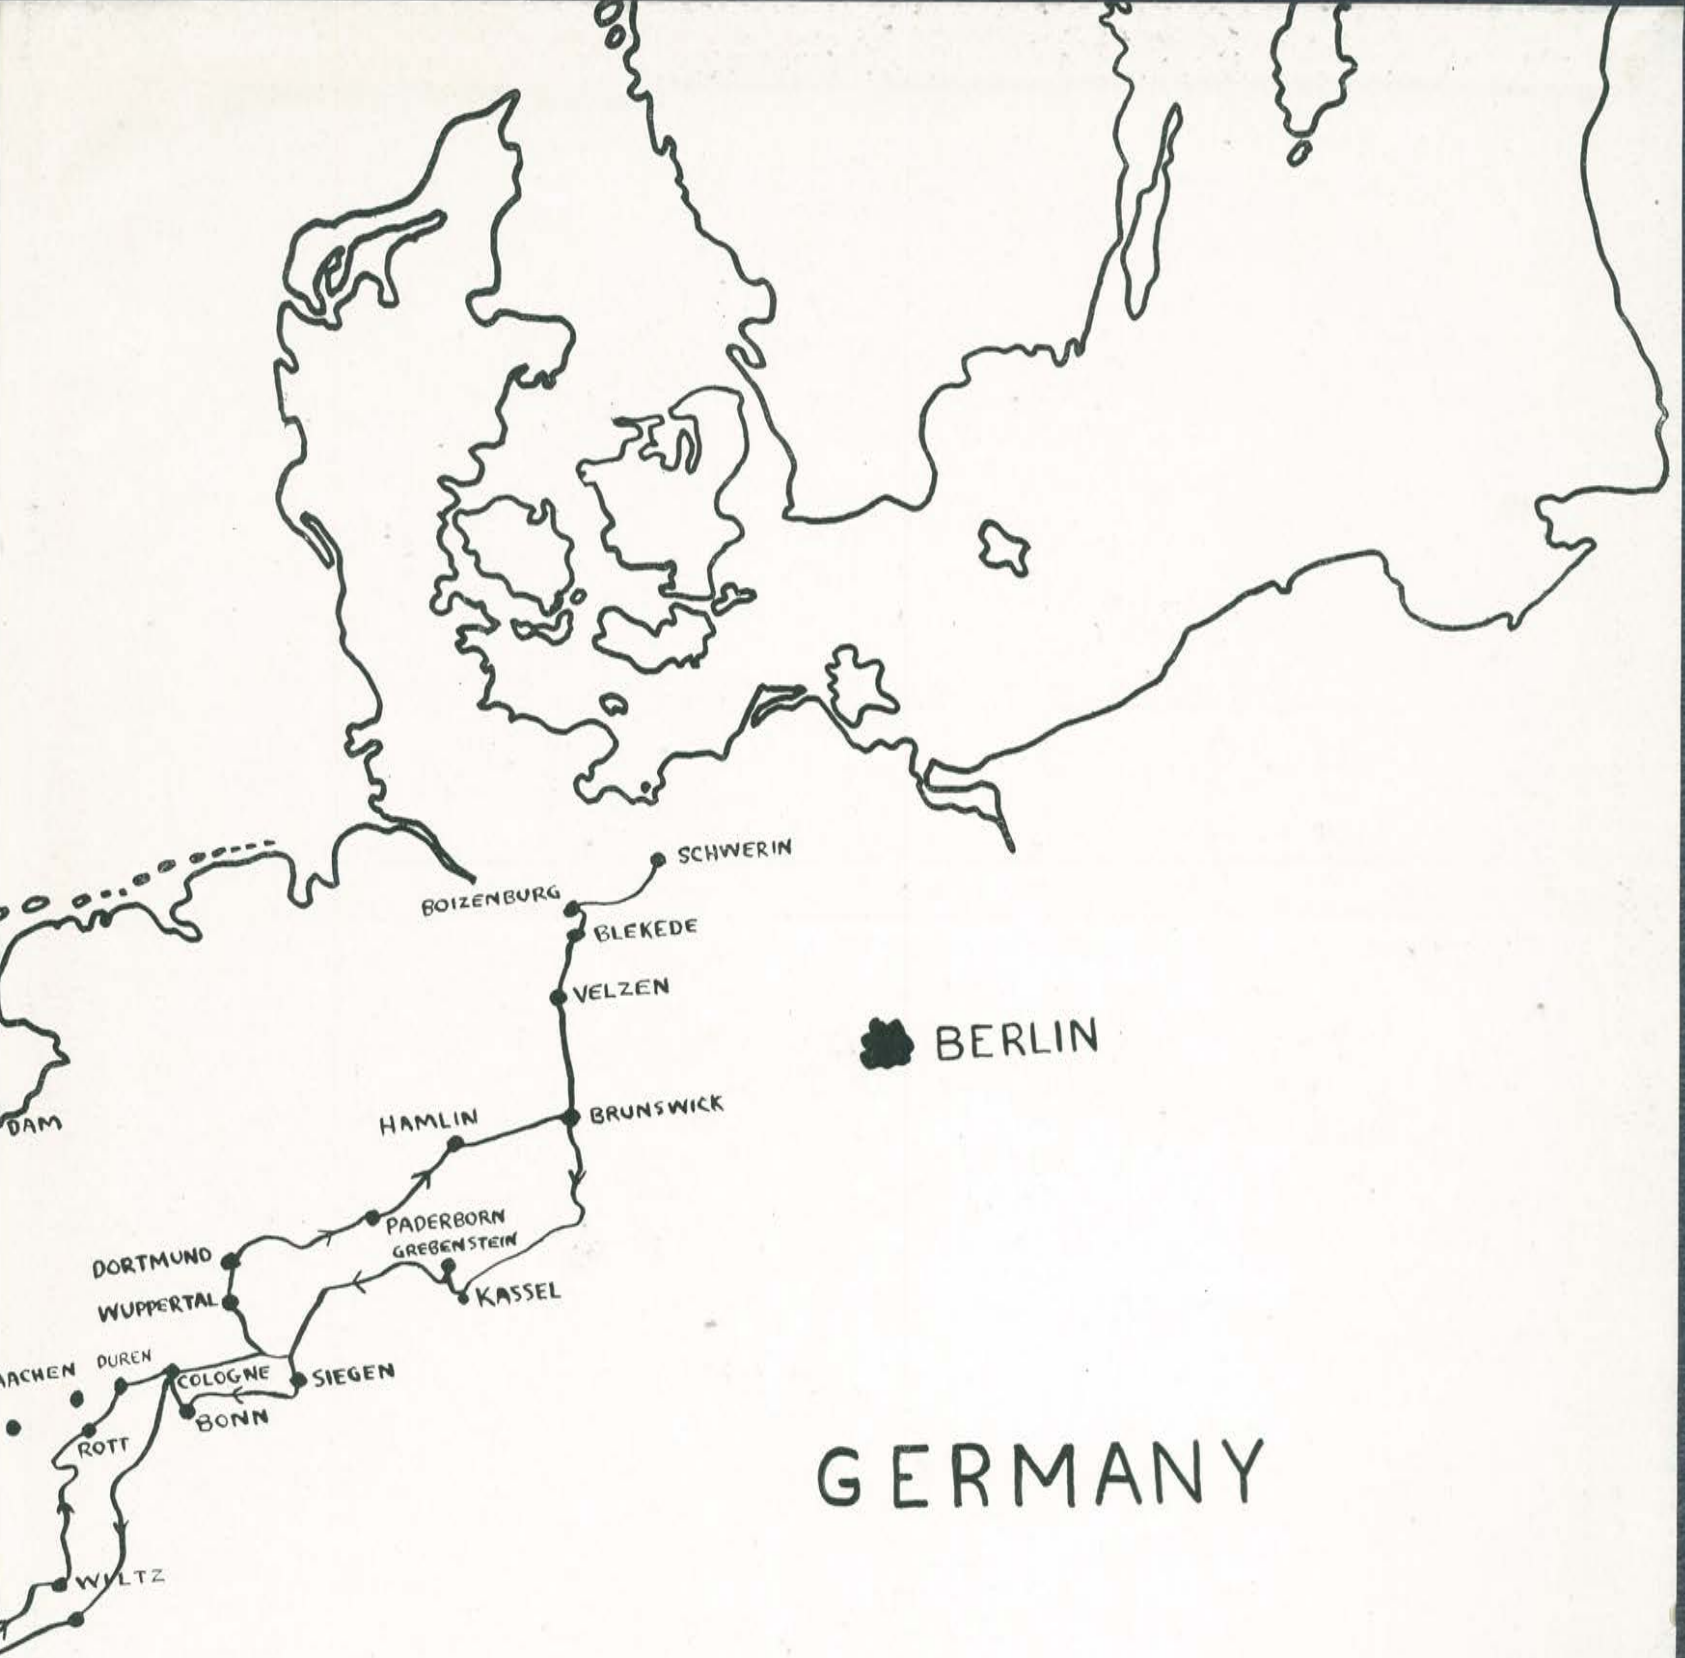 SCHWERIN
BOIZENBURG
BLEKEDE
VELZEN
BERLIN
BRUNSWICK
HAMLIN
DAM
PADERBORN
GREBENSTEIN
DORTMUND
KASSEL
WUPPERTAL
DUREN
AACHEN
COLOGNE
SIEGEN
BONN
ROTT
GERMANY
WILTZ